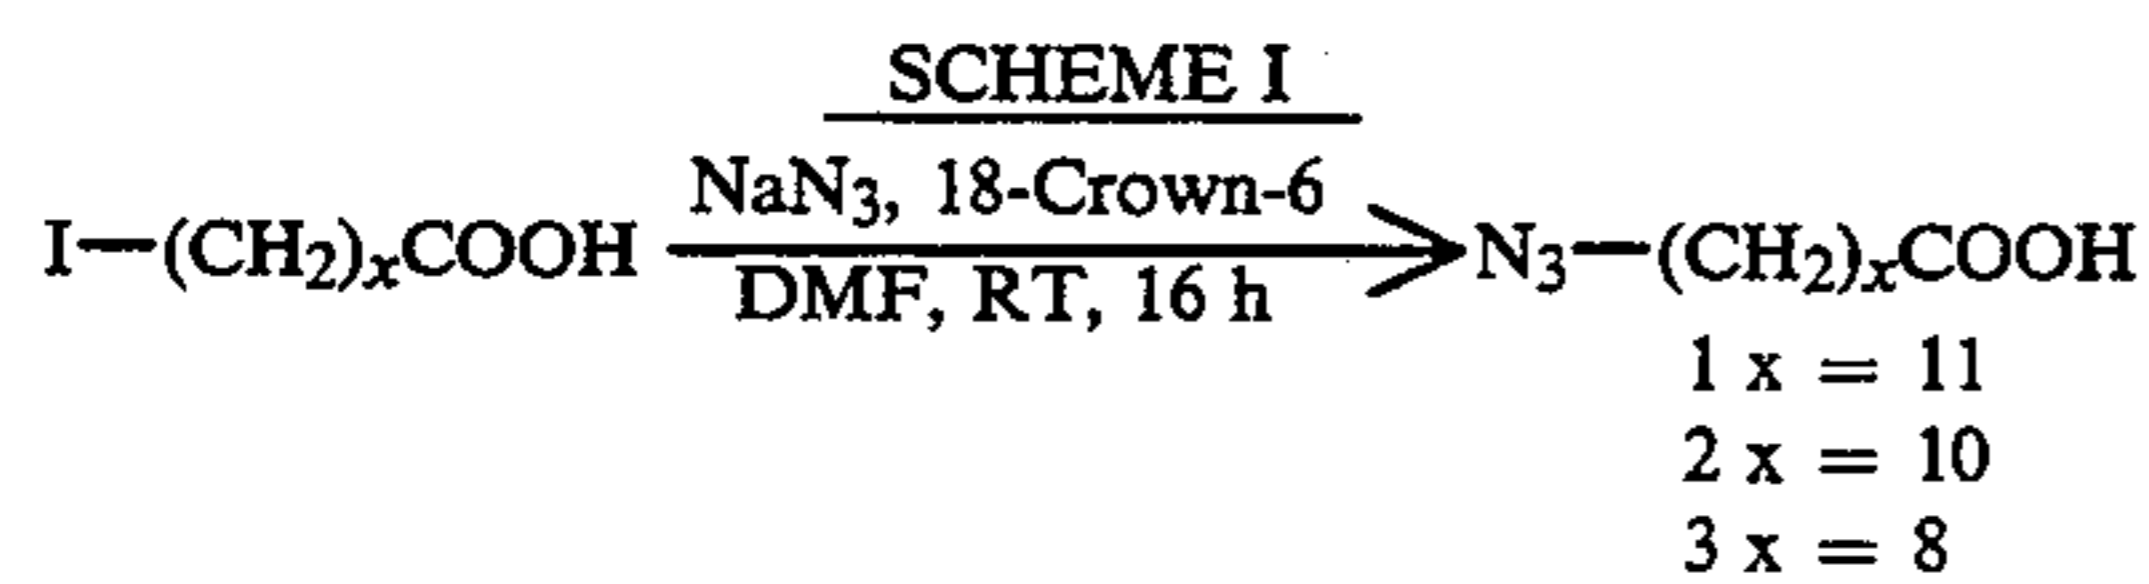 SCHEME I
NaN3, 18-Crown-6
I—(CH2)xCOOH N3—(CH2)xCOOH
DMF, RT, 16 h
1 x = 11
2 x = 10
3 x = 8